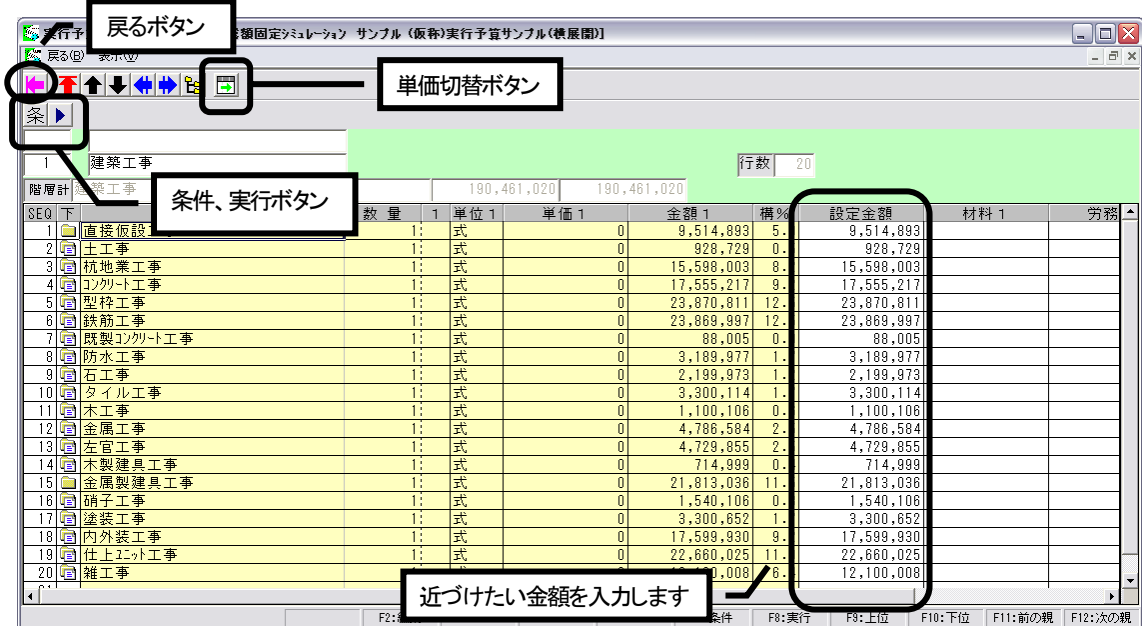 戻るボタン
額固定ｼﾐｭﾚｰｼｮﾝ サンプル (仮称)実行予算サンプル(横展開)]
戻る(B) 表示(V)
単価切替ボタン
条
1 建築工事 行数 20
階層計 建築工事 190,461,020 190,461,020
条件、実行ボタン
SEQ 下 数 量 1 単位 1 単価 1 金額 1 構% 設定金額 材料 1 労務
1 直接仮設 1 式 0 9,514,893 5. 9,514,893
2 土工事 1 式 0 928,729 0. 928,729
3 杭地業工事 1 式 0 15,598,003 8. 15,598,003
4 ｺﾝｸﾘｰﾄ工事 1 式 0 17,555,217 9. 17,555,217
5 型枠工事 1 式 0 23,870,811 12. 23,870,811
6 鉄筋工事 1 式 0 23,869,997 12. 23,869,997
7 既製ｺﾝｸﾘｰﾄ工事 1 式 0 88,005 0. 88,005
8 防水工事 1 式 0 3,189,977 1. 3,189,977
9 石工事 1 式 0 2,199,973 1. 2,199,973
10 タイル工事 1 式 0 3,300,114 1. 3,300,114
11 木工事 1 式 0 1,100,106 0. 1,100,106
12 金属工事 1 式 0 4,786,584 2. 4,786,584
13 左官工事 1 式 0 4,729,855 2. 4,729,855
14 木製建具工事 1 式 0 714,999 0. 714,999
15 金属製建具工事 1 式 0 21,813,036 11. 21,813,036
16 硝子工事 1 式 0 1,540,106 0. 1,540,106
17 塗装工事 1 式 0 3,300,652 1. 3,300,652
18 内外装工事 1 式 0 17,599,930 9. 17,599,930
19 仕上ﾕﾆｯﾄ工事 1 式 0 22,660,025 11. 22,660,025
20 雑工事 ,008 6. 12,100,008
近づけたい金額を入力します
F2: 条件 F8:実行 F9:上位 F10:下位 F11:前の親 F12:次の親